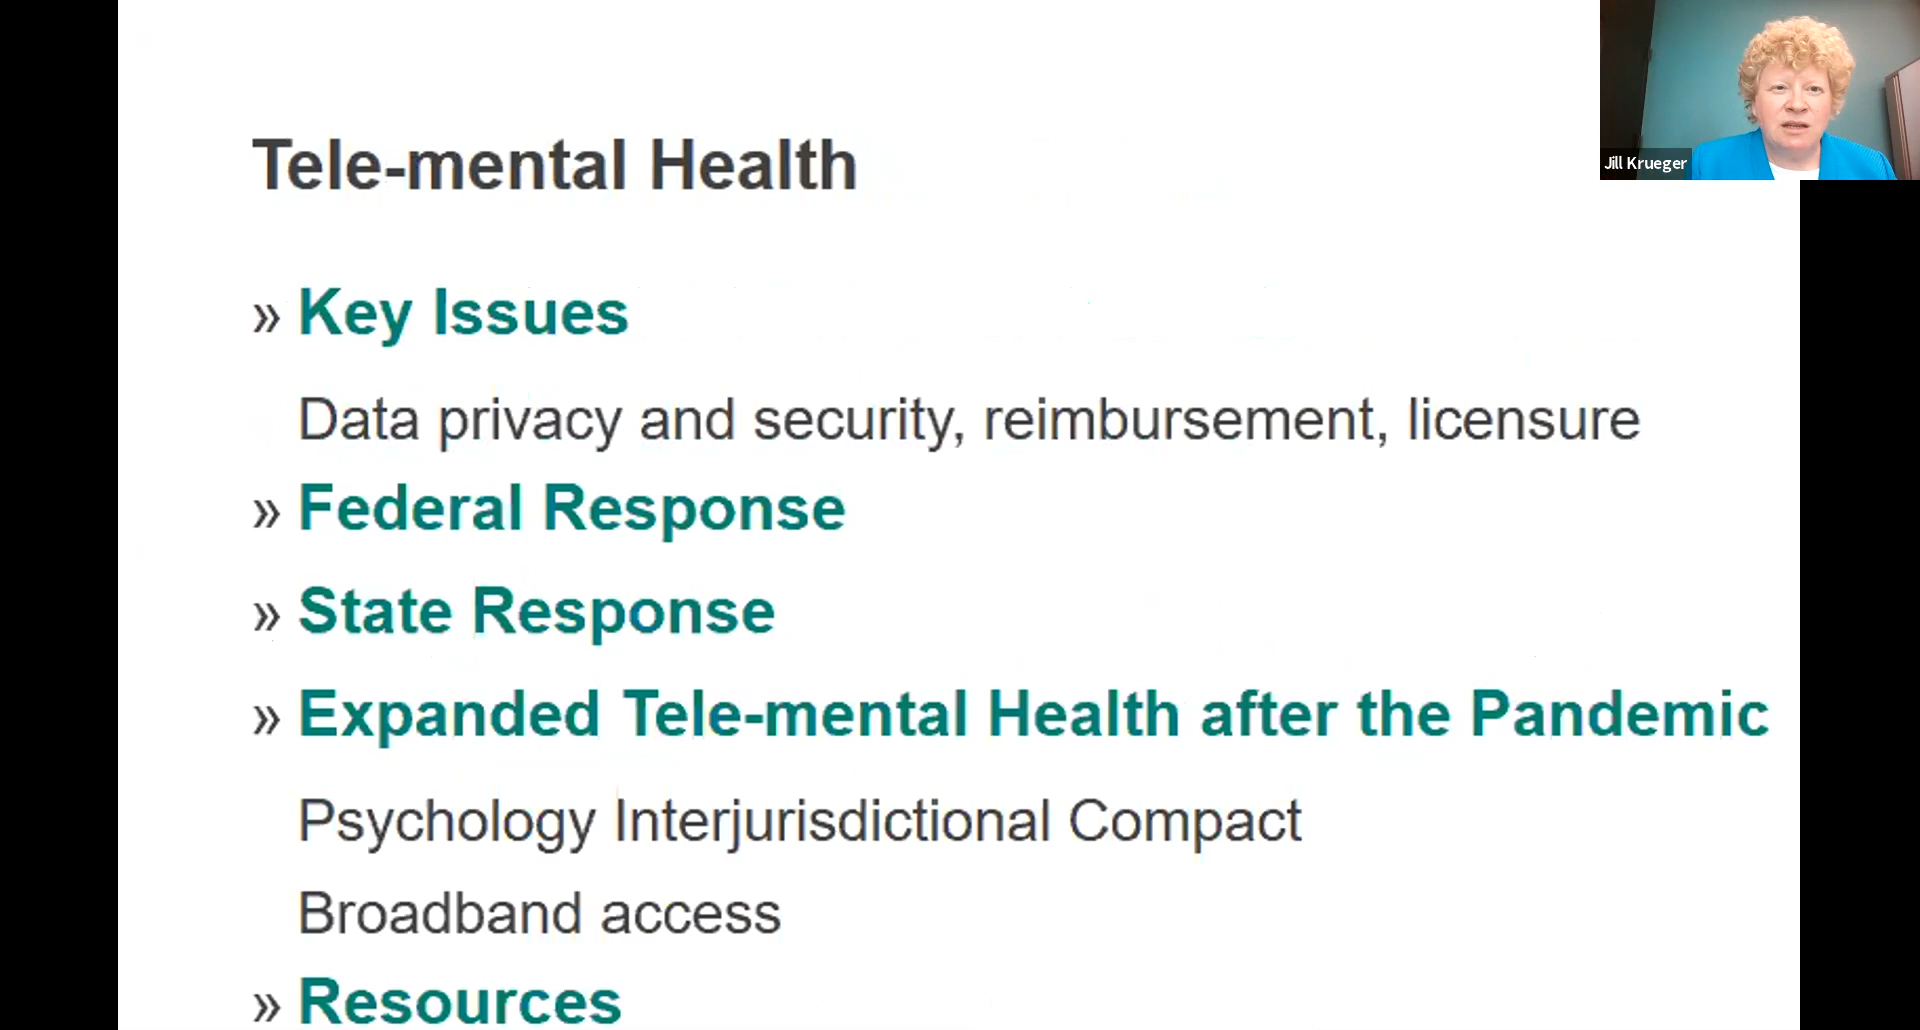 Tele-mental Health
Jill Krueger
» Key Issues
Data privacy and security, reimbursement, licensure
» Federal Response
» State Response
» Expanded Tele-mental Health after the Pandemic
Psychology Interjurisdictional Compact
Broadband access
» Resources